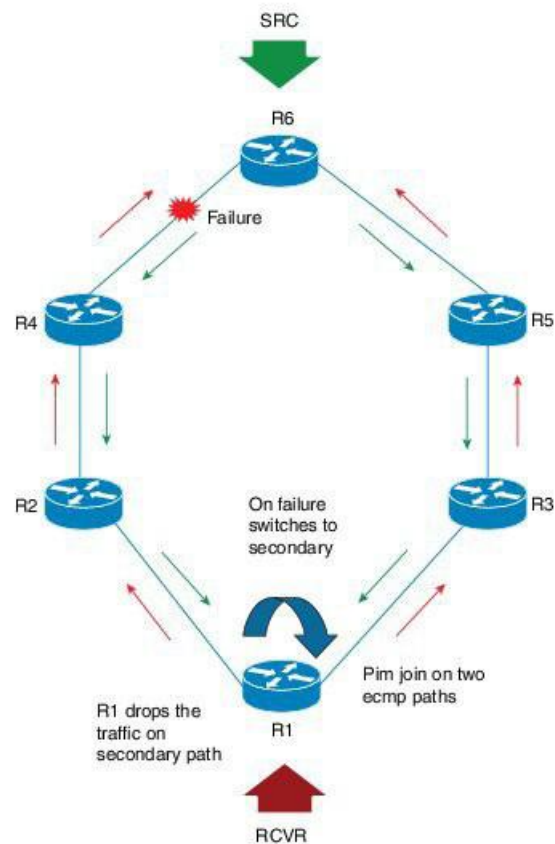 SRC
R6
Failure
R4
R5
R2
R3
On failure
switches to
secondary
Pim join on two
ecmp paths
R1 drops the
traffic on
secondary path
R1
RCVR